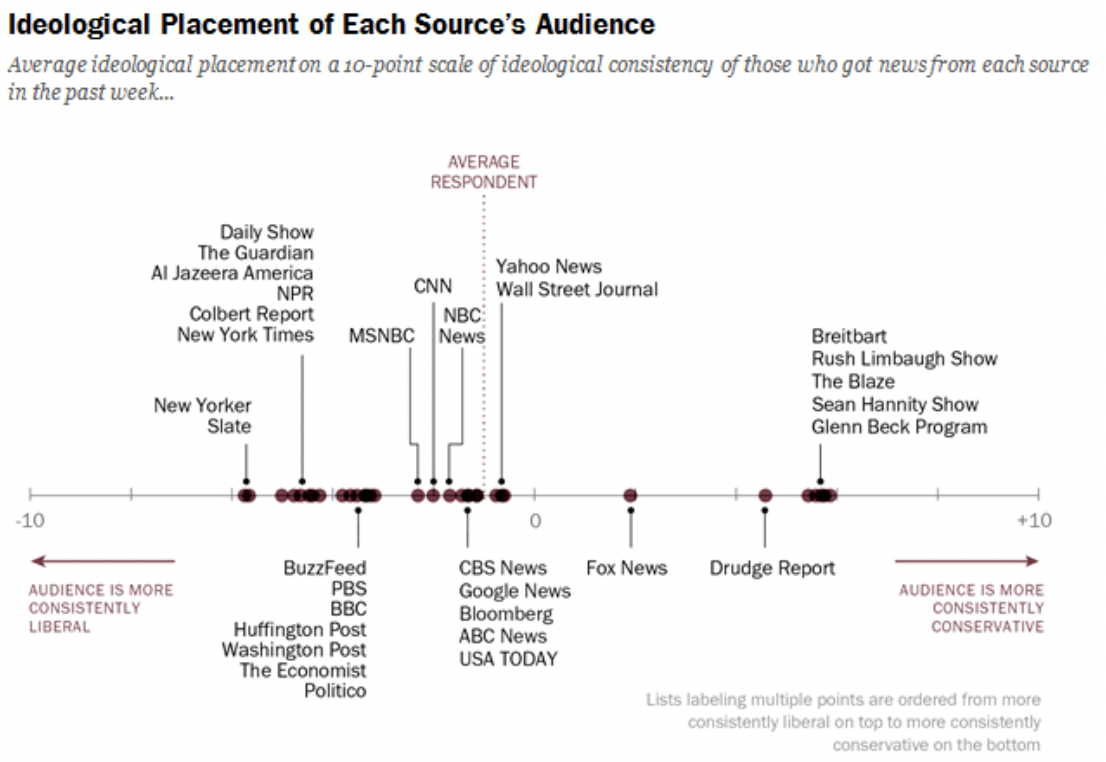 Ideological Placement of Each Source's Audience
Average ideological placement on a 10-point scale of ideological consistency of those who got news from each source
in the past week...
AVERAGE
RESPONDENT
Daily Show
The Guardian
Al Jazeera America
NPR
Colbert Report
New York Times
CNN
Yahoo News
Wall Street Journal
MSNBC
NBC
News
Breitbart
Rush Limbaugh Show
The Blaze
Sean Hannity Show
Glenn Beck Program
New Yorker
Slate
-10
0
+10
AUDIENCE IS MORE
CONSISTENTLY
LIBERAL
BuzzFeed
PBS
BBC
Huffington Post
Washington Post
The Economist
Politico
CBS News
Google News
Bloomberg
ABC News
USA TODAY
Fox News
Drudge Report
AUDIENCE IS MORE
CONSISTENTLY
CONSERVATIVE
Lists labeling multiple points are ordered from more
consistently liberal on top to more consistently
conservative on the bottom